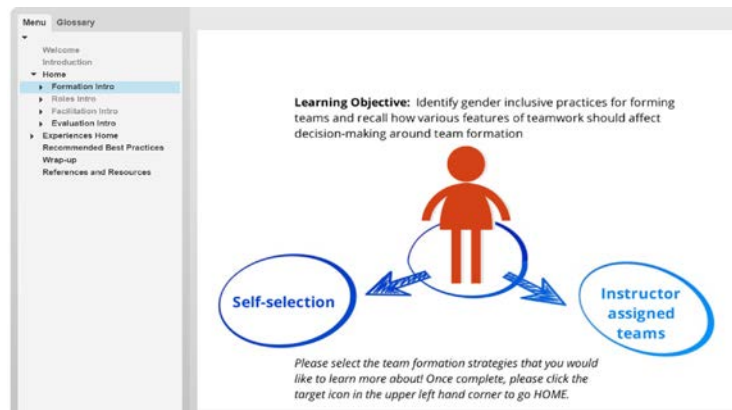 Menu Glossary
Welcome
Introduction
Home
Formation Intro
Roles Intro
Facilitation Intro
Evaluation Intro
Experiences Home
Recommended Best Practices
Wrap-up
References and Resources
Learning Objective: Identify gender inclusive practices for forming
teams and recall how various features of teamwork should affect
decision-making around team formation
Self-selection
Instructor
assigned
teams
Please select the team formation strategies that you would
like to learn more about! Once complete, please click the
target icon in the upper left hand corner to go HOME.